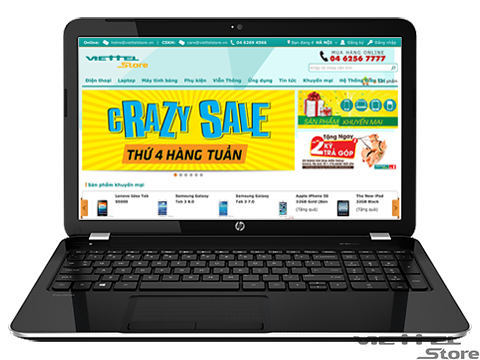 Online: CSKH: 04 6269 4566 Bạn đang ở HÀ NỘI Đăng ký Đăng nhập
VIETTEL
Store
MUA HÀNG ONLINE
04 6256 7777
Điện thoại Laptop Máy tính bảng Phụ kiện Viễn Thông Ứng dụng Tin tức Khuyến mại Hệ Thống
CRAZY SALE
THỨ 4 HÀNG TUẦN
SẢN PHẨM KHUYẾN MẠI
Tặng Ngay
2 KỲ
TRẢ GÓP
Sản phẩm khuyến mại
Lenovo Idea Tab
Samsung Galaxy
Tab 3 8.0
Samsung Galaxy
Tab 3 7.0
Apple iPhone 5S
32GB Gold
(Tặng quà)
The New iPad
32GB Black
(Tặng quà)
hp
VIETTEL
Store